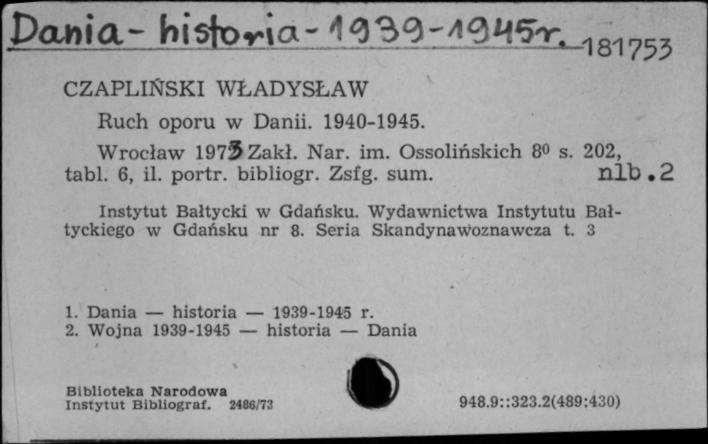 Dania - historia - 1939-1945r.
181753
CZAPLIŃSKI WŁADYSŁAW
Ruch oporu w Danii. 1940-1945.
Wrocław 1973 Zakł. Nar. im. Ossolińskich 8⁰ s. 202,
tabl. 6, il. portr. bibliogr. Zsfg. sum. nlb.2
Instytut Bałtycki w Gdańsku. Wydawnictwa Instytutu Bał-
tyckiego w Gdańsku nr 8. Seria Skandynawoznawcza t. 3
1. Dania — historia — 1939-1945 r.
2. Wojna 1939-1945 — historia — Dania
Biblioteka Narodowa
Instytut Bibliograf. 2486/73
948.9::323.2(489:430)